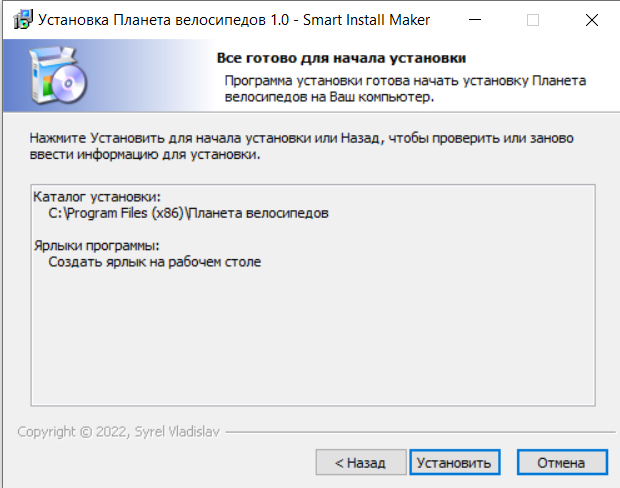 Установка Планета велосипедов 1.0 - Smart Install Maker
Все готово для начала установки
Программа установки готова начать установку Планета
велосипедов на Ваш компьютер.
Нажмите Установить для начала установки или Назад, чтобы проверить или заново
ввести информацию для установки.
Каталог установки:
C:\Program Files (x86)\Планета велосипедов
Ярлыки программы:
Создать ярлык на рабочем столе
Copyright © 2022, Syrel Vladislav
< Назад
Установить
Отмена